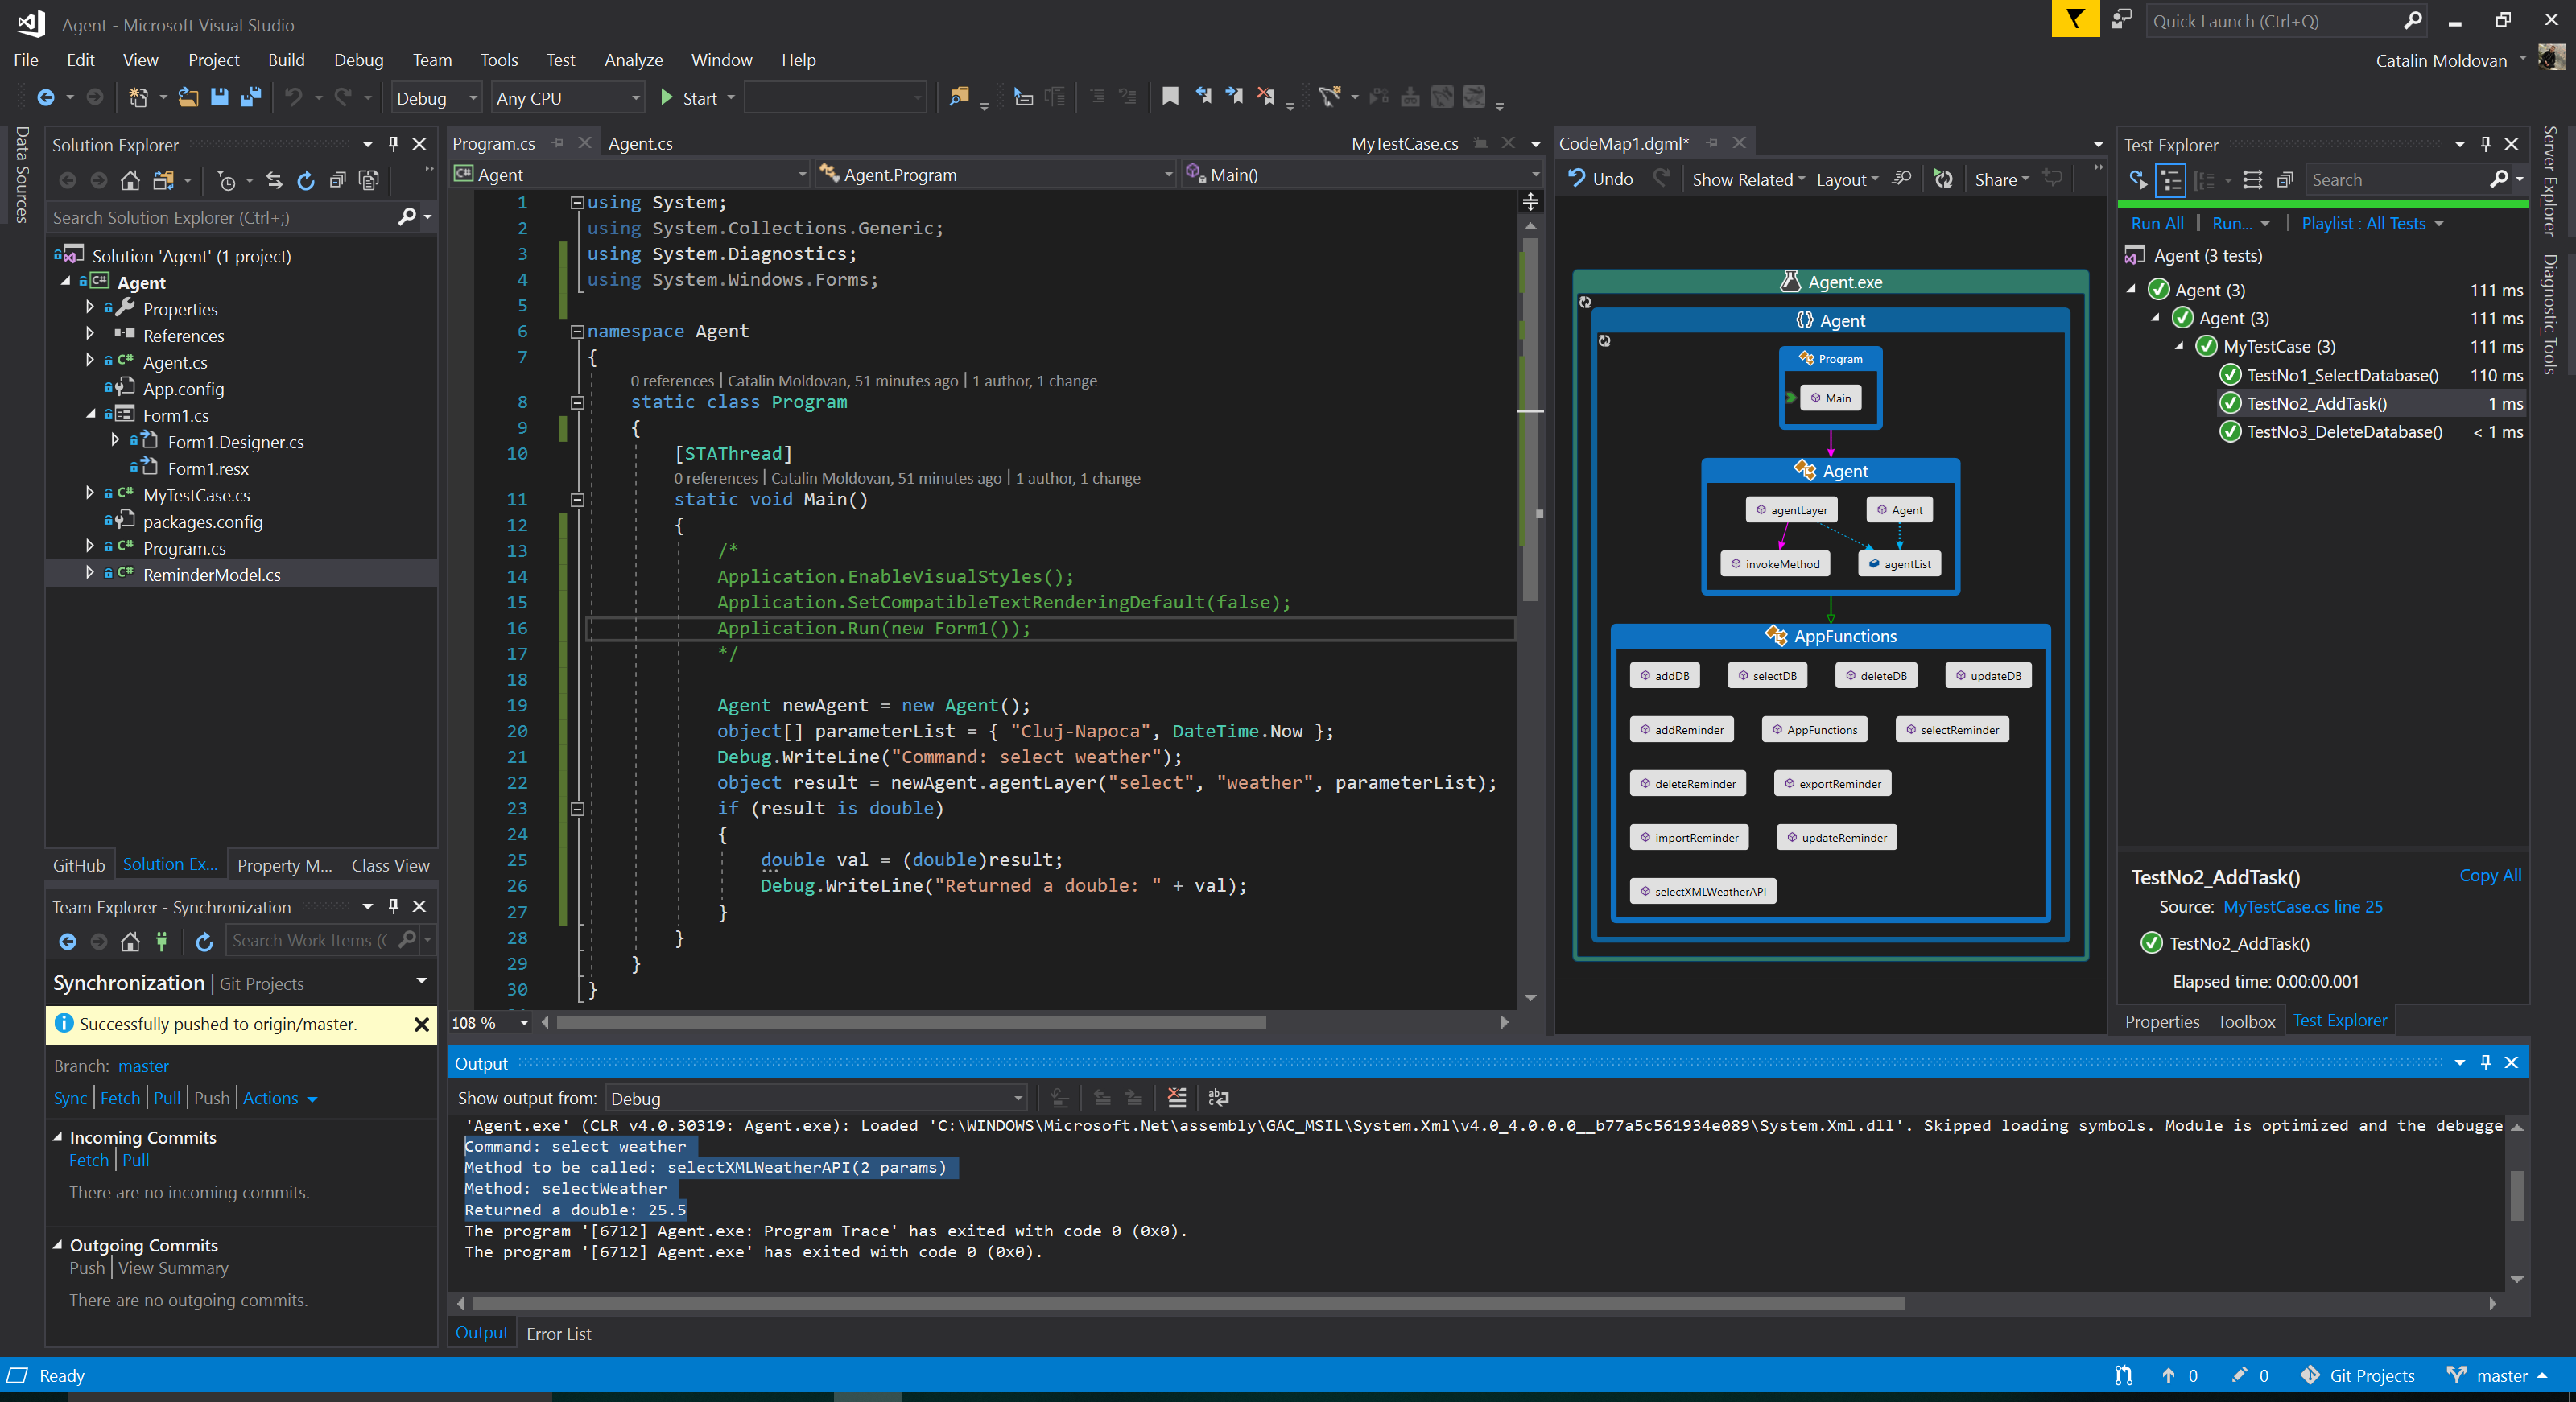 Agent - Microsoft Visual Studio
Quick Launch (Ctrl+Q)
File Edit View Project Build Debug Team Tools Test Analyze Window Help
Catalin Moldovan
Debug Any CPU Start
Data Sources
Solution Explorer
Search Solution Explorer (Ctrl+;)
Solution 'Agent' (1 project)
Agent
Properties
References
Agent.cs
App.config
Form1.cs
Form1.Designer.cs
Form1.resx
MyTestCase.cs
packages.config
Program.cs
ReminderModel.cs
GitHub Solution Ex... Property M... Class View
Team Explorer - Synchronization
Search Work Items (
Synchronization | Git Projects
Successfully pushed to origin/master.
Branch: master
Sync | Fetch | Pull | Push | Actions
Incoming Commits
Fetch | Pull
There are no incoming commits.
Outgoing Commits
Push | View Summary
There are no outgoing commits.
Program.cs Agent.cs MyTestCase.cs
Agent Agent.Program Main()
1 using System;
2 using System.Collections.Generic;
3 using System.Diagnostics;
4 using System.Windows.Forms;
5
6 namespace Agent
7 {
0 references | Catalin Moldovan, 51 minutes ago | 1 author, 1 change
8 static class Program
9 {
10 [STAThread]
0 references | Catalin Moldovan, 51 minutes ago | 1 author, 1 change
11 static void Main()
12 {
13 /*
14 Application.EnableVisualStyles();
15 Application.SetCompatibleTextRenderingDefault(false);
16 Application.Run(new Form1());
17 */
18
19 Agent newAgent = new Agent();
20 object[] parameterList = { "Cluj-Napoca", DateTime.Now };
21 Debug.WriteLine("Command: select weather");
22 object result = newAgent.agentLayer("select", "weather", parameterList);
23 if (result is double)
24 {
25 double val = (double)result;
26 Debug.WriteLine("Returned a double: " + val);
27 }
28 }
29 }
30 }
108 %
CodeMap1.dgml*
Undo Show Related Layout Share
Agent.exe
Agent
Program
Main
Agent
agentLayer Agent
invokeMethod agentList
AppFunctions
addDB selectDB deleteDB updateDB
addReminder AppFunctions selectReminder
deleteReminder exportReminder
importReminder updateReminder
selectXMLWeatherAPI
Test Explorer
Search
Run All | Run... | Playlist : All Tests
Agent (3 tests)
Agent (3) 111 ms
Agent (3) 111 ms
MyTestCase (3) 111 ms
TestNo1_SelectDatabase() 110 ms
TestNo2_AddTask() 1 ms
TestNo3_DeleteDatabase() < 1 ms
TestNo2_AddTask() Copy All
Source: MyTestCase.cs line 25
TestNo2_AddTask()
Elapsed time: 0:00:00.001
Properties Toolbox Test Explorer
Server Explorer
Diagnostic Tools
Output
Show output from: Debug
'Agent.exe' (CLR v4.0.30319: Agent.exe): Loaded 'C:\WINDOWS\Microsoft.Net\assembly\GAC_MSIL\System.Xml\v4.0_4.0.0.0__b77a5c561934e089\System.Xml.dll'. Skipped loading symbols. Module is optimized and the debugge
Command: select weather
Method to be called: selectXMLWeatherAPI(2 params)
Method: selectWeather
Returned a double: 25.5
The program '[6712] Agent.exe: Program Trace' has exited with code 0 (0x0).
The program '[6712] Agent.exe' has exited with code 0 (0x0).
Output Error List
Ready
0 0 Git Projects master